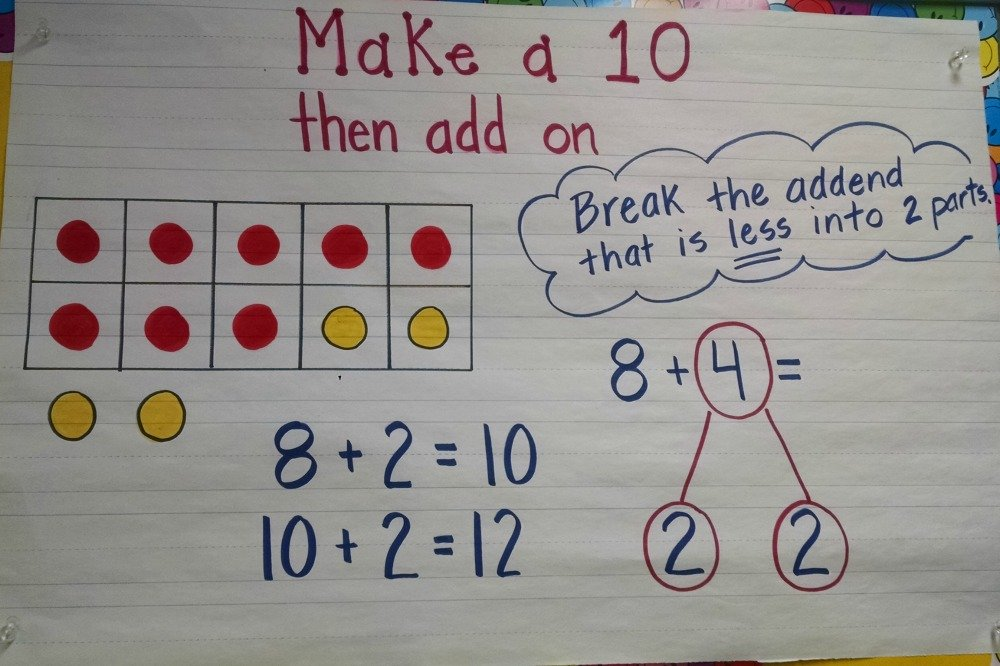 Make a 10
then add on
Break the addend
that is less into 2 parts.
8 + 4 =
2 2
8 + 2 = 10
10 + 2 = 12